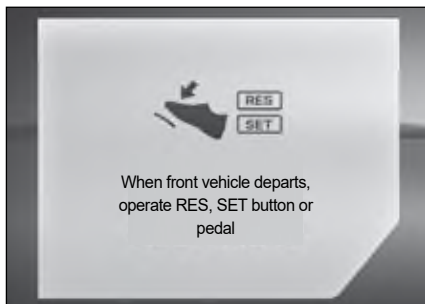 RES
SET
When front vehicle departs,
operate RES, SET button or
pedal